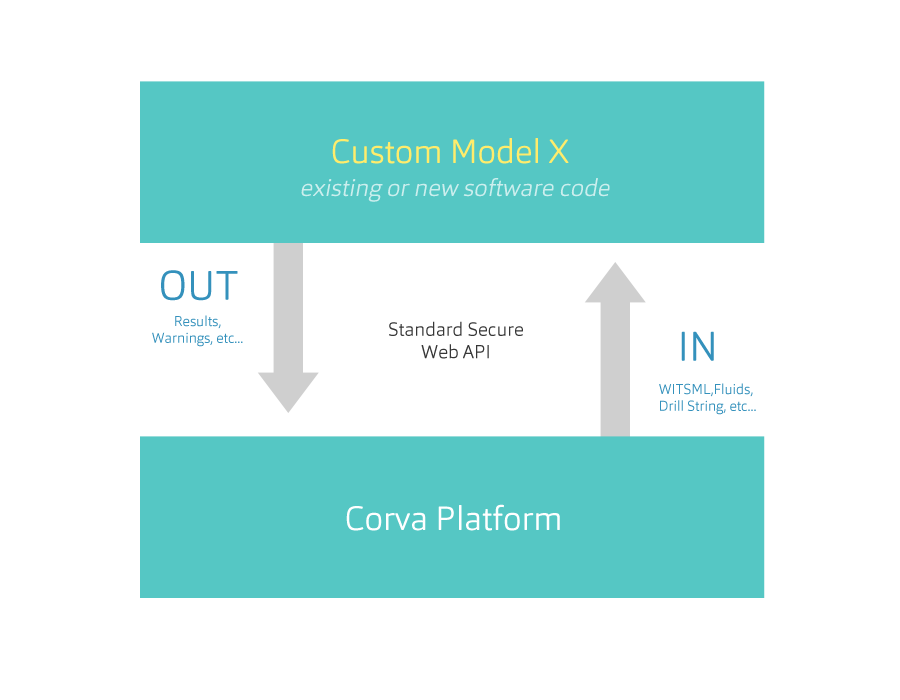 Custom Model X
existing or new software code
OUT
Results,
Warnings, etc...
Standard Secure
Web API
IN
WITSML,Fluids,
Drill String, etc...
Corva Platform